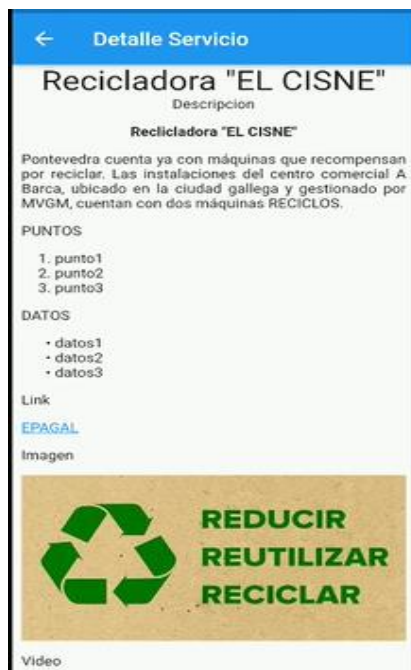 Detalle Servicio
Recicladora "EL CISNE"
Descripcion
Reclicladora "EL CISNE"
Pontevedra cuenta ya con máquinas que recompensan
por reciclar. Las instalaciones del centro comercial A
Barca, ubicado en la ciudad gallega y gestionado por
MVGM, cuentan con dos máquinas RECICLOS.
PUNTOS
1. punto1
2. punto2
3. punto3
DATOS
• datos1
• datos2
• datos3
Link
EPAGAL
Imagen
REDUCIR
REUTILIZAR
RECICLAR
Video